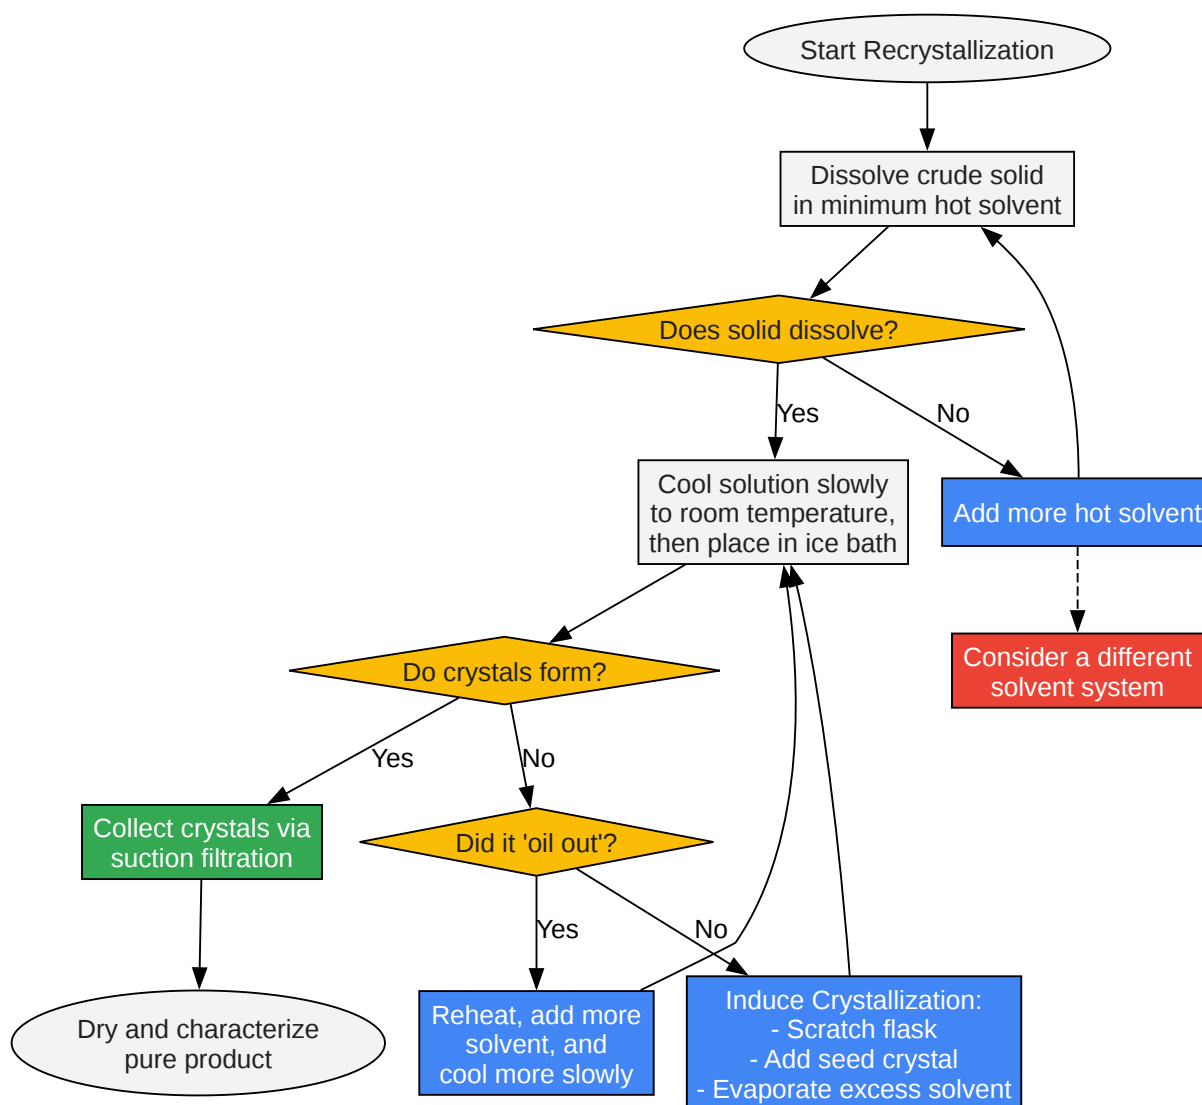 Start Recrystallization
Dissolve crude solid
in minimum hot solvent
Does solid dissolve?
Yes
No
Cool solution slowly
to room temperature,
then place in ice bath
Add more hot solvent
Consider a different
solvent system
Do crystals form?
Yes
No
Collect crystals via
suction filtration
Did it 'oil out'?
Yes
No
Dry and characterize
pure product
Reheat, add more
solvent, and
cool more slowly
Induce Crystallization:
- Scratch flask
- Add seed crystal
- Evaporate excess solvent